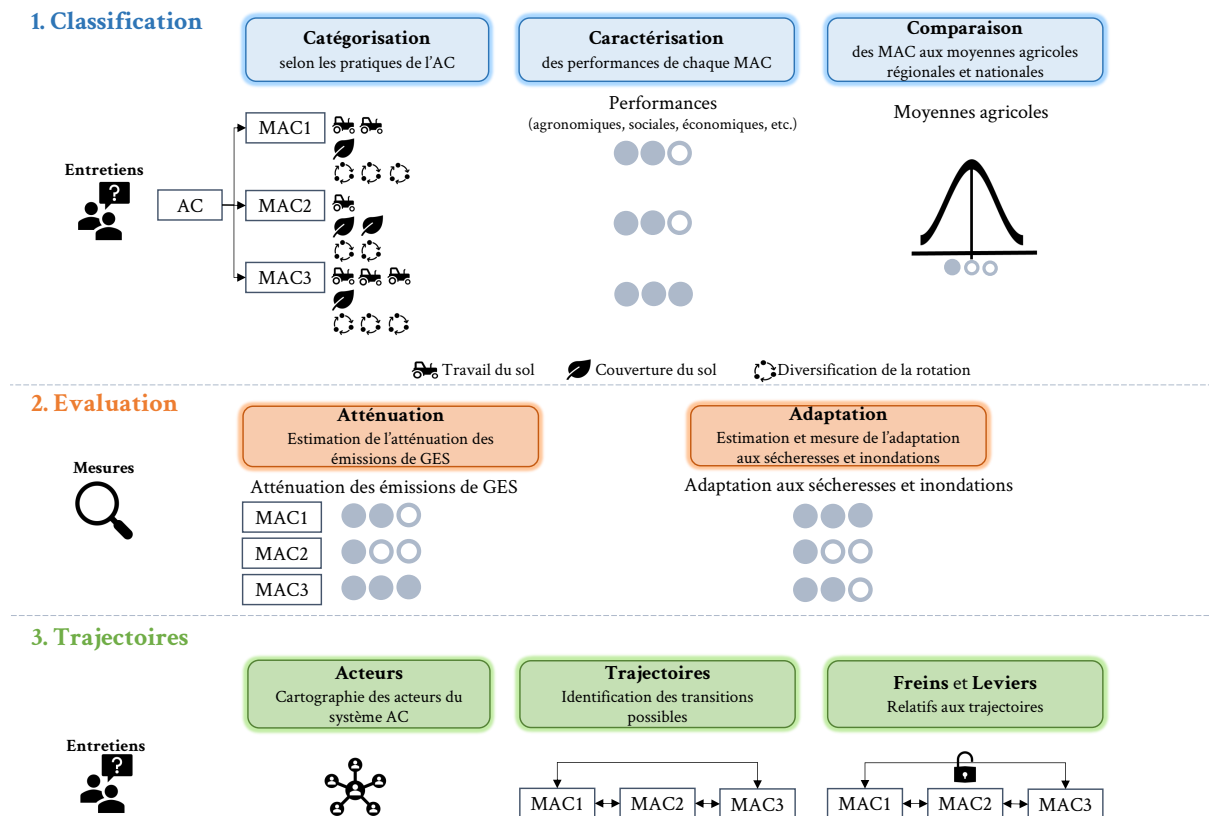 1. Classification
Catégorisation
selon les pratiques de l'AC
Caractérisation
des performances de chaque MAC
Comparaison
des MAC aux moyennes agricoles
régionales et nationales
Performances
(agronomiques, sociales, économiques, etc.)
Moyennes agricoles
Entretiens
?
AC
MAC1
MAC2
MAC3
Travail du sol
Couverture du sol
Diversification de la rotation
2. Evaluation
Atténuation
Estimation de l'atténuation des
émissions de GES
Adaptation
Estimation et mesure de l'adaptation
aux sécheresses et inondations
Mesures
Atténuation des émissions de GES
Adaptation aux sécheresses et inondations
MAC1
MAC2
MAC3
3. Trajectoires
Acteurs
Cartographie des acteurs du
système AC
Trajectoires
Identification des transitions
possibles
Freins et Leviers
Relatifs aux trajectoires
Entretiens
?
MAC1
MAC2
MAC3
MAC1
MAC2
MAC3